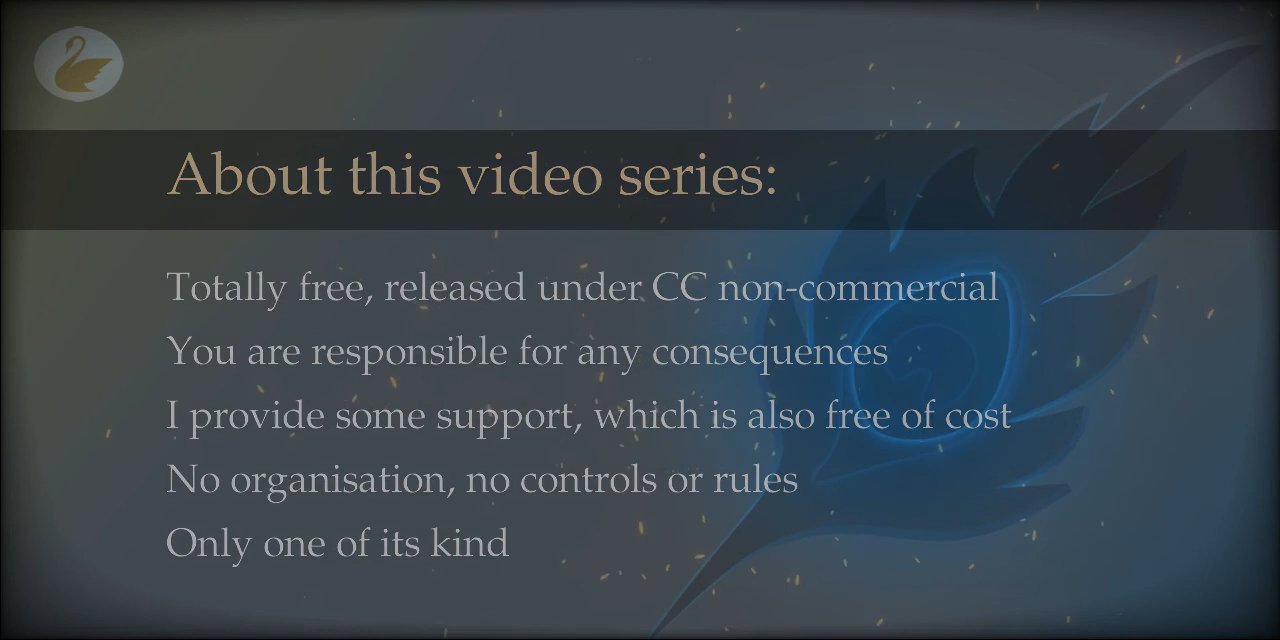 About this video series:
Totally free, released under CC non-commercial
You are responsible for any consequences
I provide some support, which is also free of cost
No organisation, no controls or rules
Only one of its kind